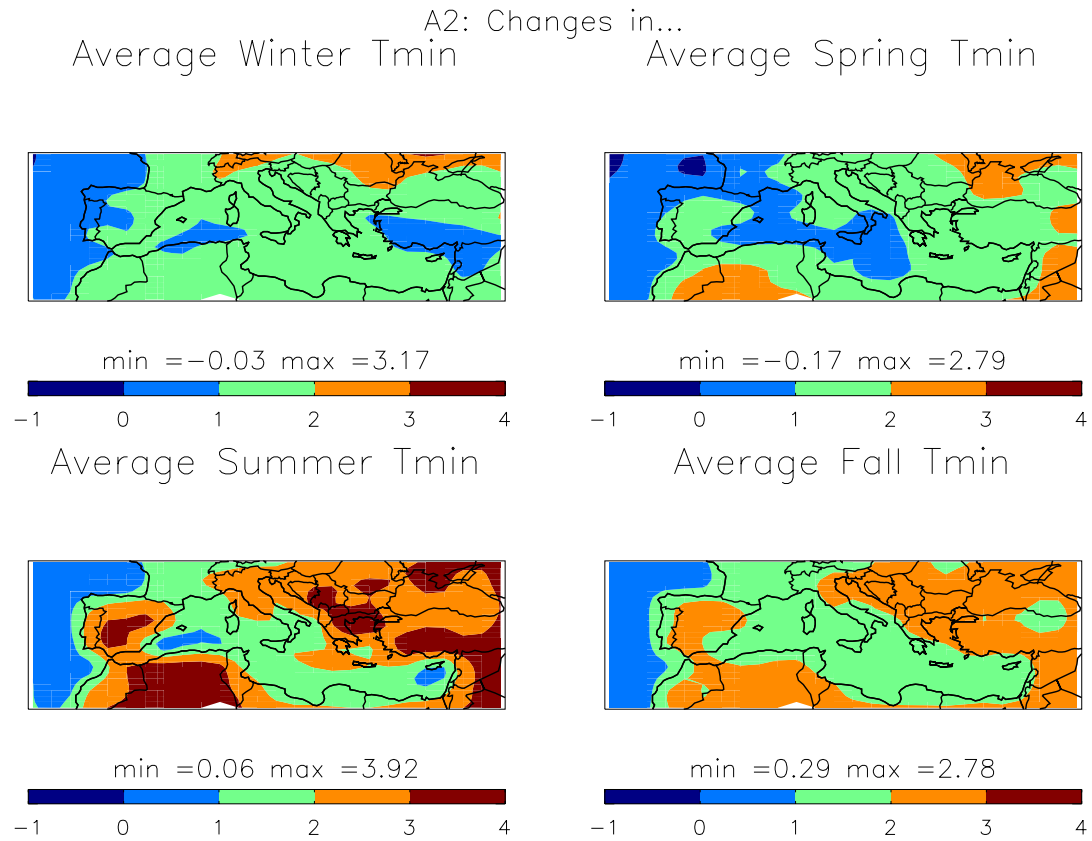 A2: Changes in...
Average Winter Tmin
Average Spring Tmin
min =-0.03 max =3.17
min =-0.17 max =2.79
-1 0 1 2 3 4
-1 0 1 2 3 4
Average Summer Tmin
Average Fall Tmin
min =0.06 max =3.92
min =0.29 max =2.78
-1 0 1 2 3 4
-1 0 1 2 3 4